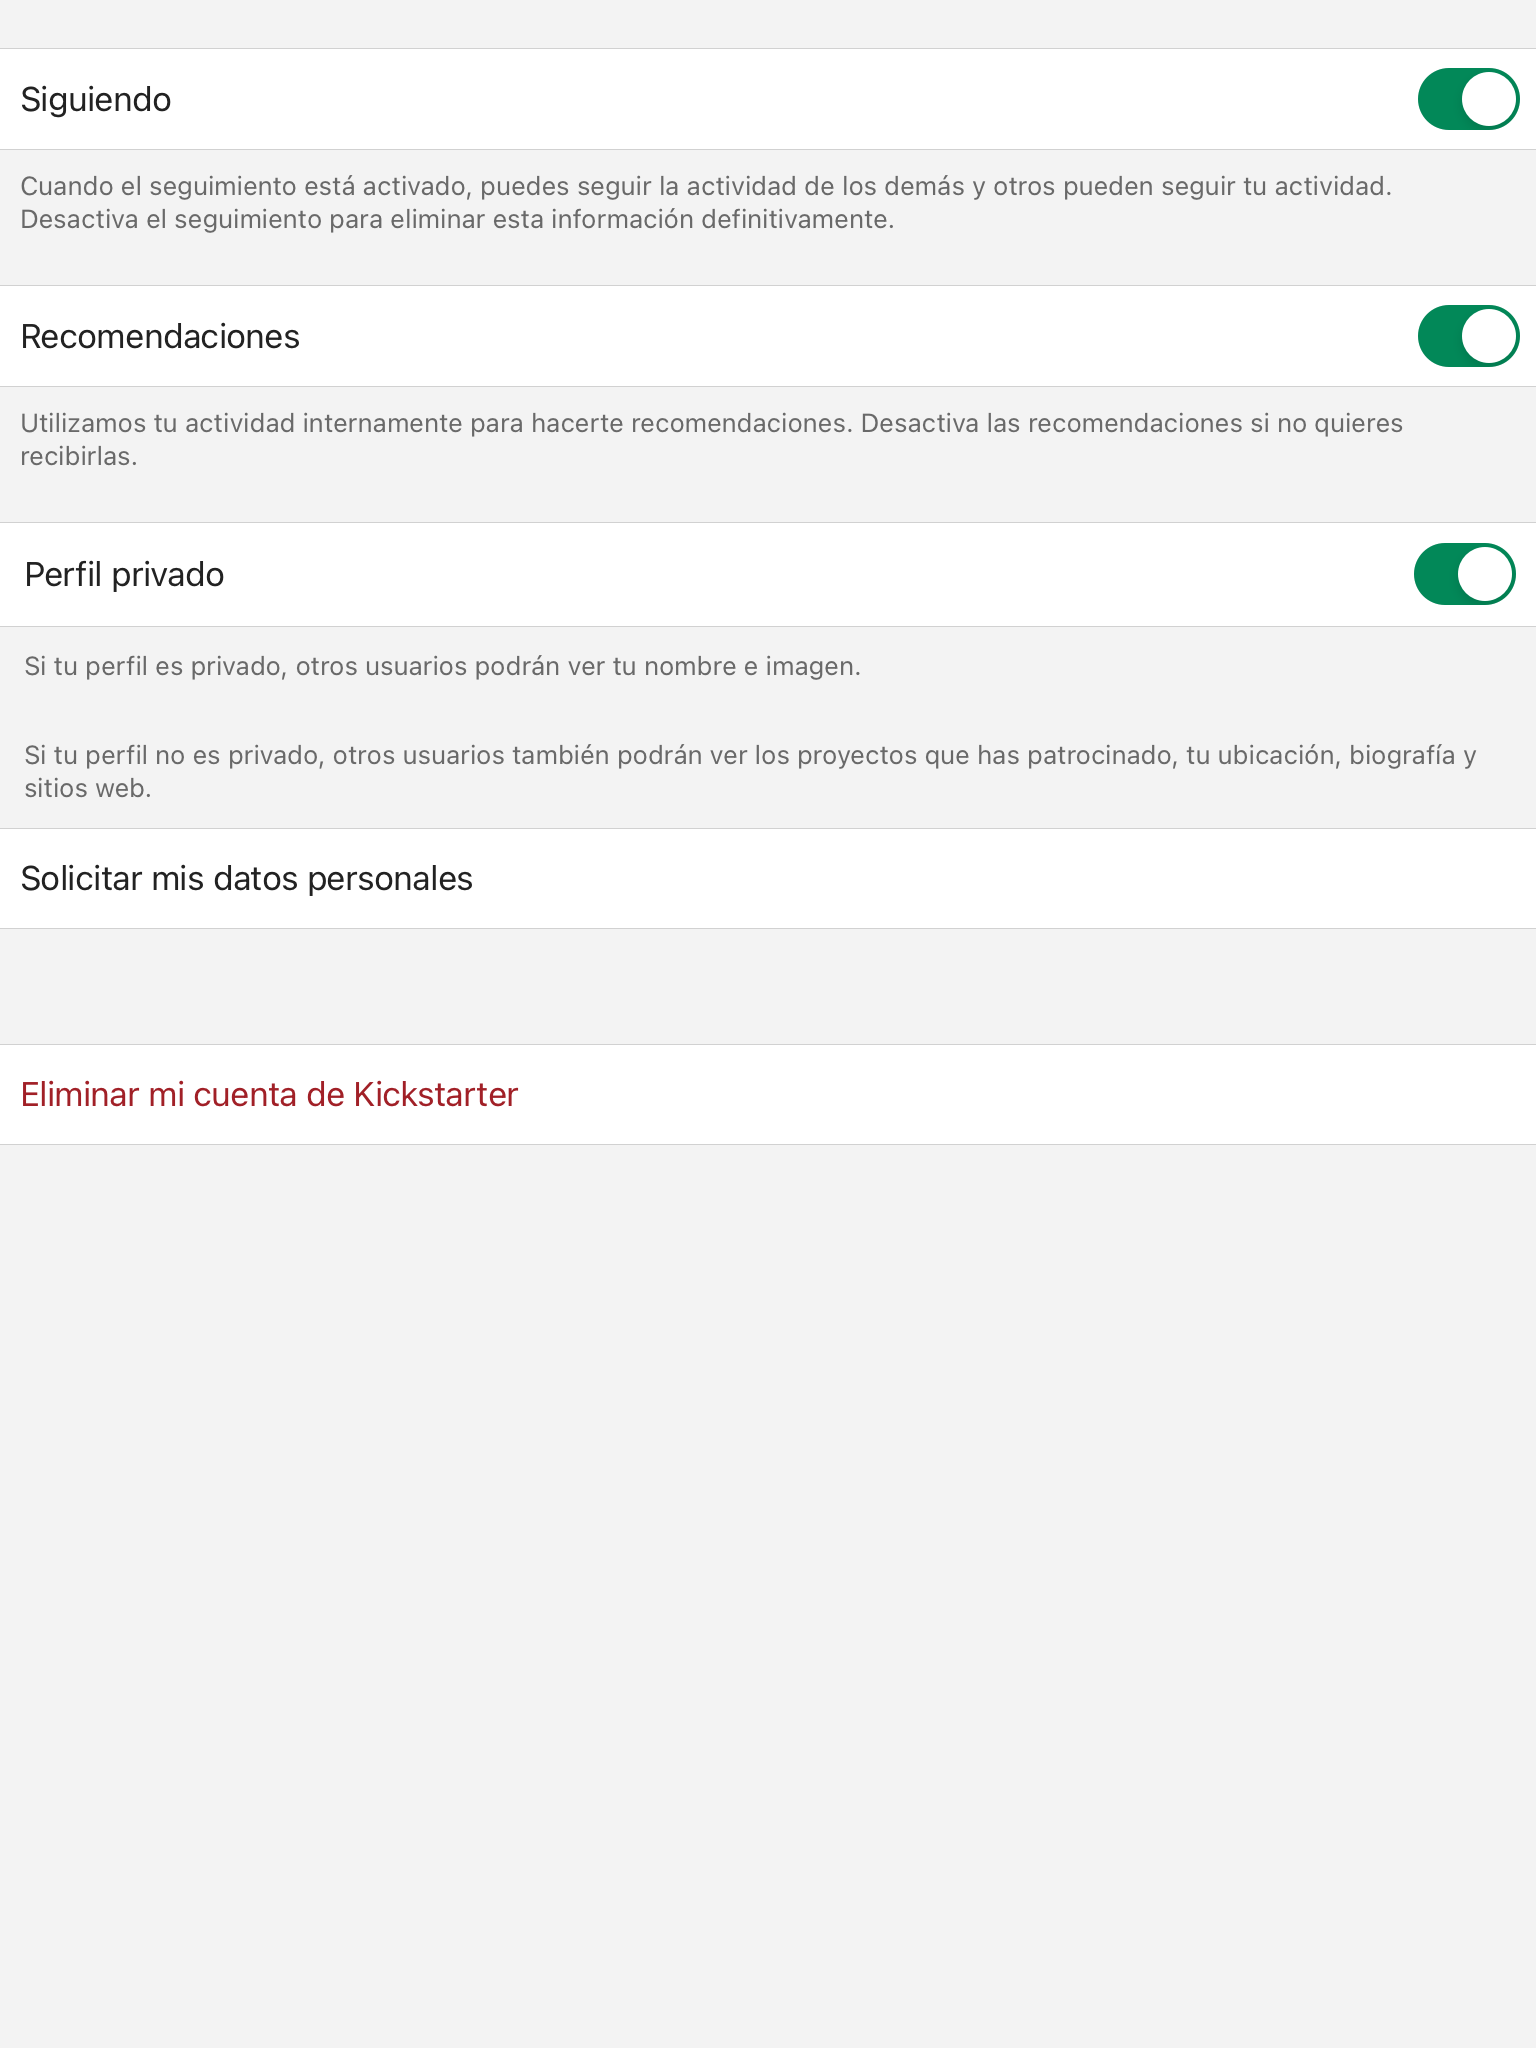 Siguiendo
Cuando el seguimiento está activado, puedes seguir la actividad de los demás y otros pueden seguir tu actividad.
Desactiva el seguimiento para eliminar esta información definitivamente.
Recomendaciones
Utilizamos tu actividad internamente para hacerte recomendaciones. Desactiva las recomendaciones si no quieres
recibirlas.
Perfil privado
Si tu perfil es privado, otros usuarios podrán ver tu nombre e imagen.
Si tu perfil no es privado, otros usuarios también podrán ver los proyectos que has patrocinado, tu ubicación, biografía y
sitios web.
Solicitar mis datos personales
Eliminar mi cuenta de Kickstarter